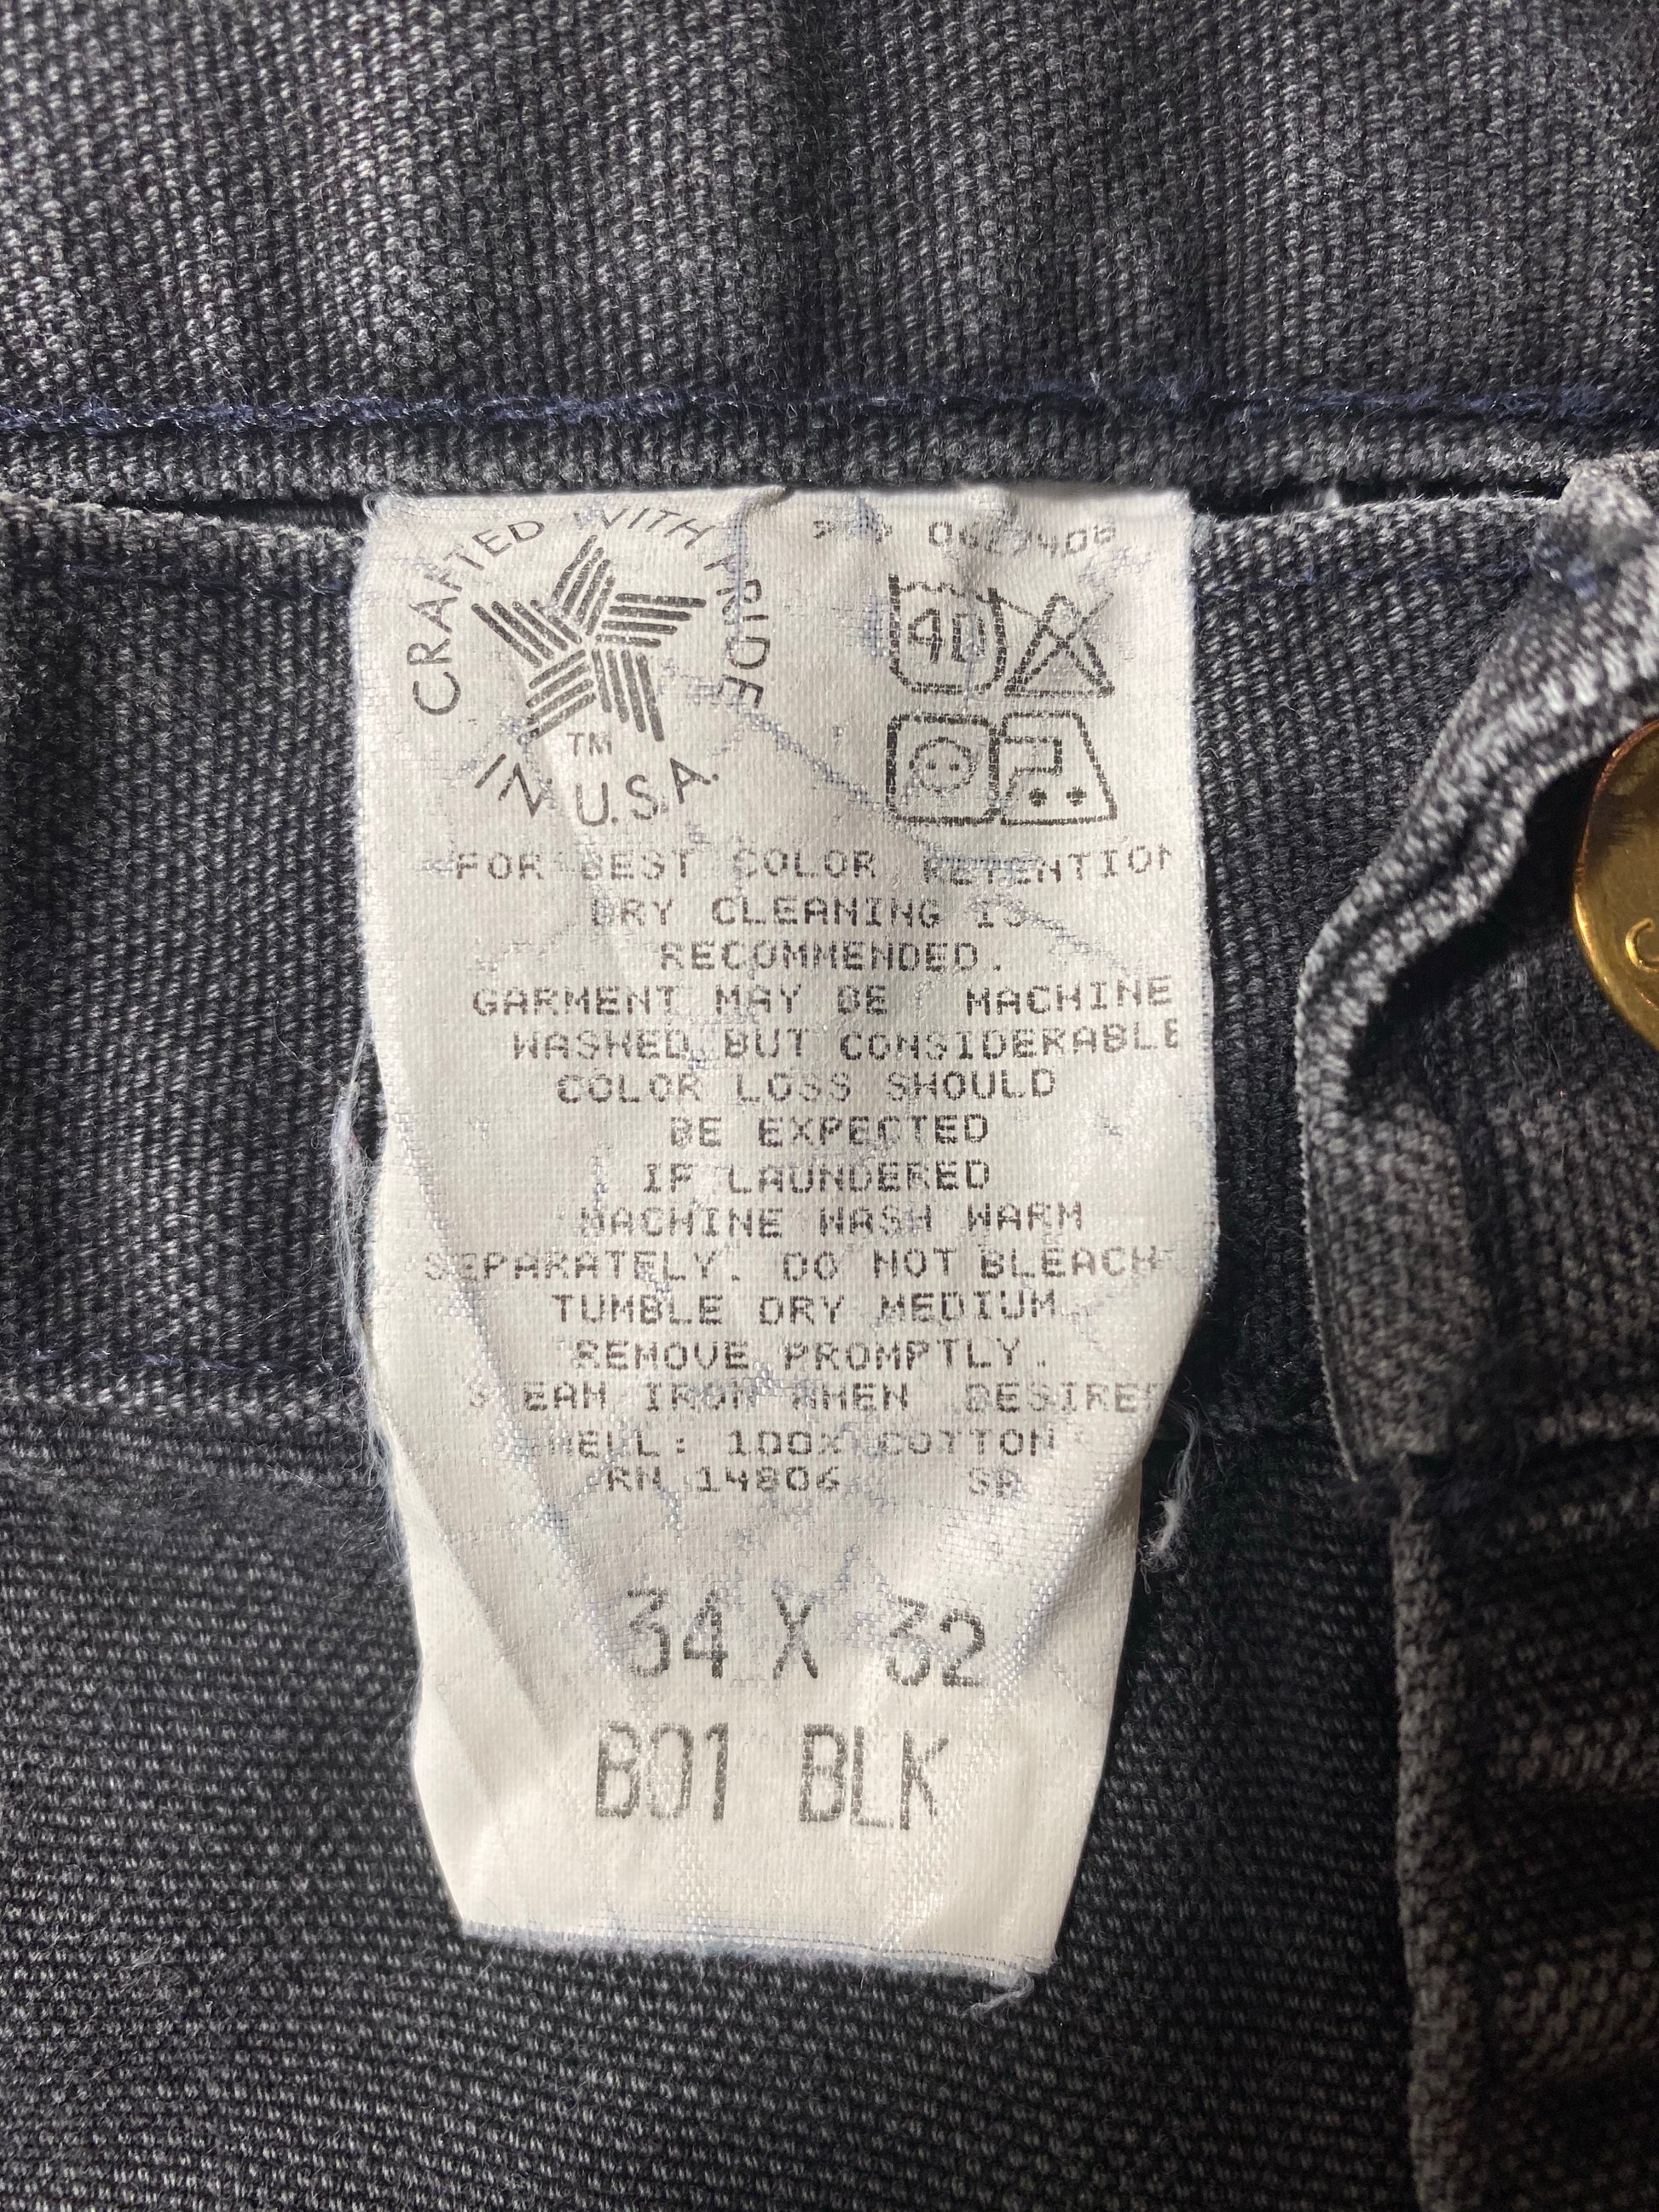 CRAFTED WITH PRIDE
TM
IN U.S.A.
40
FOR BEST COLOR RETENTION
DRY CLEANING IS
RECOMMENDED.
GARMENT MAY BE MACHINE
WASHED BUT CONSIDERABLE
COLOR LOSS SHOULD
BE EXPECTED
IF LAUNDERED
MACHINE WASH WARM
SEPARATELY. DO NOT BLEACH
TUMBLE DRY MEDIUM
REMOVE PROMPTLY.
STEAM IRON WHEN DESIRED
SHELL: 100% COTTON
RN 14806 SP
34 X 32
B01 BLK